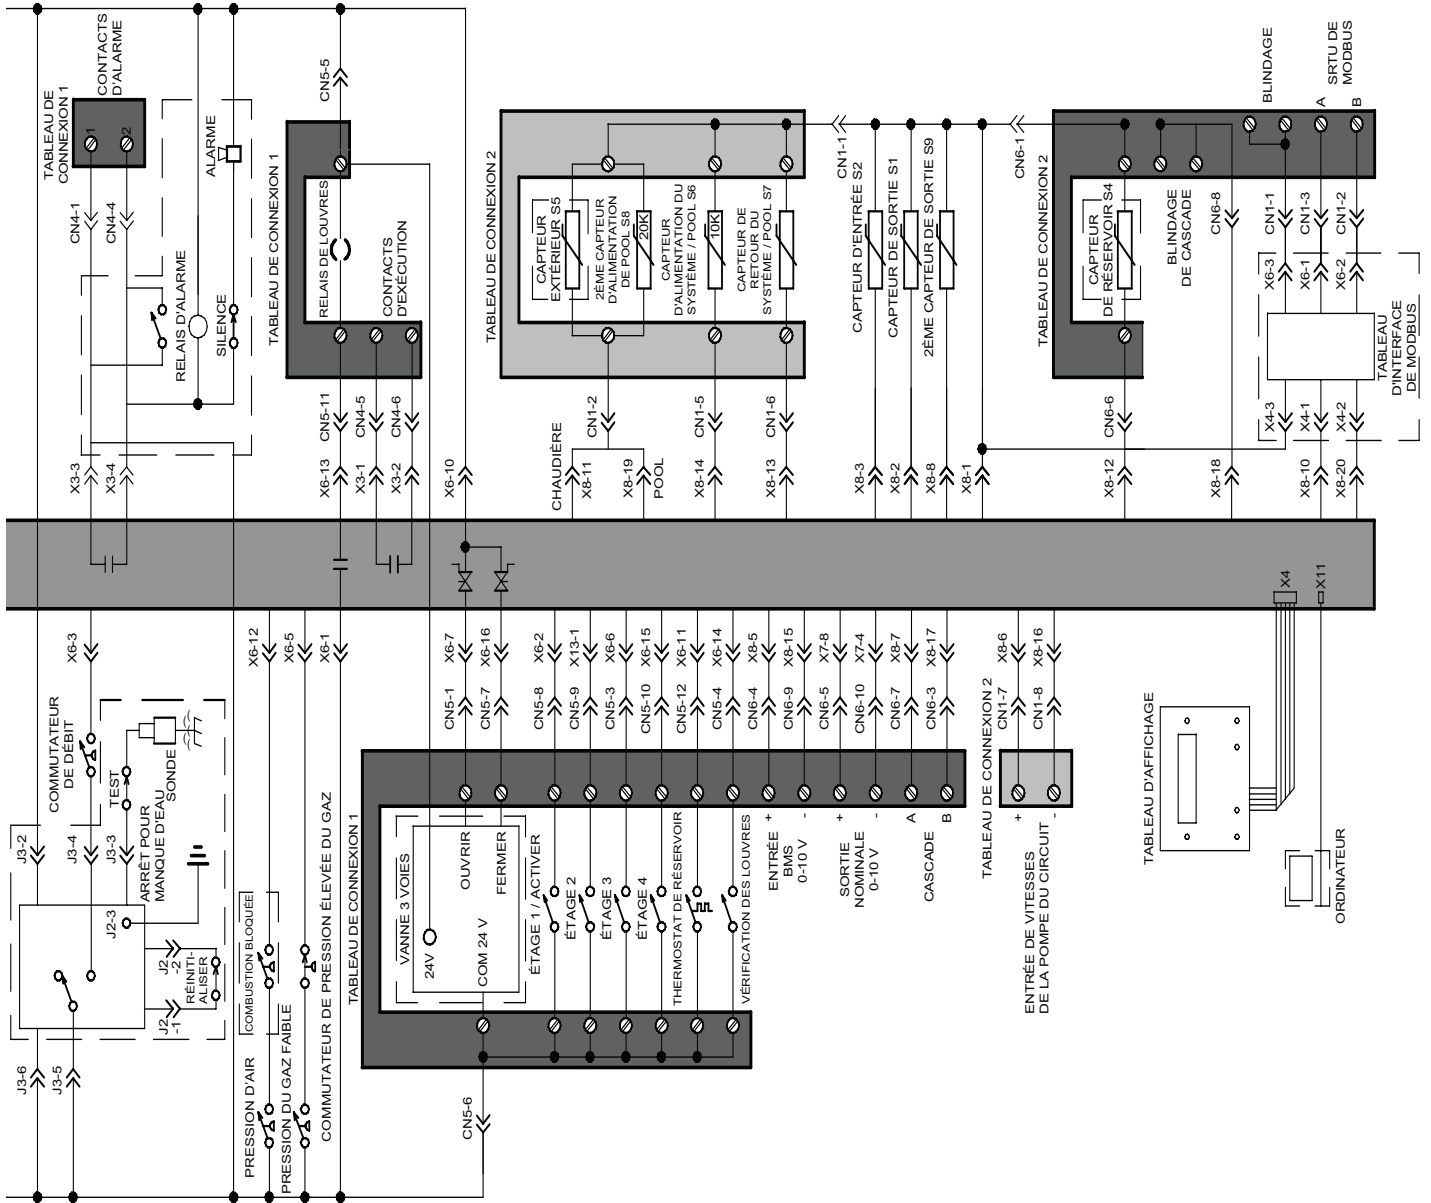 TABLEAU DE
CONNEXION 1
CONTACTS
D'ALARME
1
2
CN4-1
CN4-4
ALARME
RELAIS D'ALARME
SILENCE
X3-3
X3-4
CN5-5
TABLEAU DE CONNEXION 1
RELAIS DE LOUVRES
CONTACTS
D'EXÉCUTION
CN5-11
CN4-5
CN4-6
X6-13
X3-1
X3-2
X6-10
TABLEAU DE CONNEXION 2
CAPTEUR
EXTÉRIEUR S5
2ÈME CAPTEUR
D'ALIMENTATION
DE POOL S8
20K
CAPTEUR
D'ALIMENTATION DU
SYSTÈME / POOL S6
10K
CAPTEUR DE
RETOUR DU
SYSTÈME / POOL S7
CN1-2
CN1-5
CN1-6
CHAUDIÈRE
X8-11
X8-19
POOL
X8-14
X8-13
CN1-1
CAPTEUR D'ENTRÉE S2
CAPTEUR DE SORTIE S1
2ÈME CAPTEUR DE SORTIE S9
X8-3
X8-2
X8-8
X8-1
CN6-1
TABLEAU DE CONNEXION 2
CAPTEUR
DE RÉSERVOIR S4
BLINDAGE
DE CASCADE
CN6-6
X8-12
CN6-8
X8-18
BLINDAGE
SRTU DE
MODBUS
A
B
CN1-1
CN1-3
CN1-2
X6-3
X6-1
X6-2
TABLEAU
D'INTERFACE
DE MODBUS
X4-3
X4-1
X4-2
X8-10
X8-20
X4
X11
X6-3
X6-12
X6-5
X6-1
X6-7
X6-16
X6-2
X13-1
X6-6
X6-15
X6-11
X6-14
X8-5
X8-15
X7-8
X7-4
X8-7
X8-17
X8-6
X8-16
CN5-1
CN5-7
CN5-8
CN5-9
CN5-3
CN5-10
CN5-12
CN5-4
CN6-4
CN6-9
CN6-5
CN6-10
CN6-7
CN6-3
CN1-7
CN1-8
COMMUTATEUR
DE DÉBIT
TEST
SONDE
J3-2
J3-4
J3-3
ARRÊT POUR
MANQUE D'EAU
J2-3
J2
-2
J2
-1
RÉINITI-
ALISER
J3-6
J3-5
COMBUSTION BLOQUÉE
PRESSION D'AIR
PRESSION DU GAZ FAIBLE
COMMUTATEUR DE PRESSION ÉLEVÉE DU GAZ
TABLEAU DE CONNEXION 1
VANNE 3 VOIES
24V
OUVRIR
COM 24 V
FERMER
ÉTAGE 1 / ACTIVER
ÉTAGE 2
ÉTAGE 3
ÉTAGE 4
THERMOSTAT DE RÉSERVOIR
VÉRIFICATION DES LOUVRES
CN5-6
+
ENTRÉE
BMS
0-10 V
-
+
SORTIE
NOMINALE
0-10 V
-
A
CASCADE
B
TABLEAU DE CONNEXION 2
+
ENTRÉE DE VITESSES
DE LA POMPE DU CIRCUIT
-
TABLEAU D'AFFICHAGE
ORDINATEUR